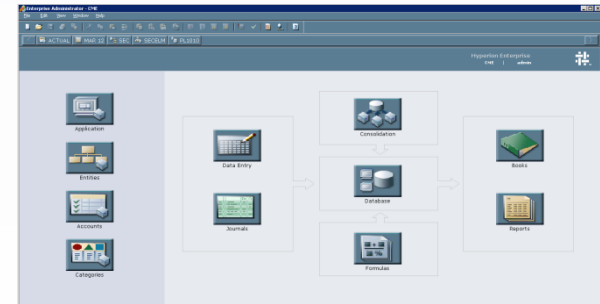 Enterprise Administrator - CME
File Edit View Window Help
ACTUAL MAR 12 SEC SECELM PL1010
Hyperion Enterprise
CME | admin
Application
Entities
Accounts
Categories
Data Entry
Journals
Consolidation
Database
Formulas
Books
Reports